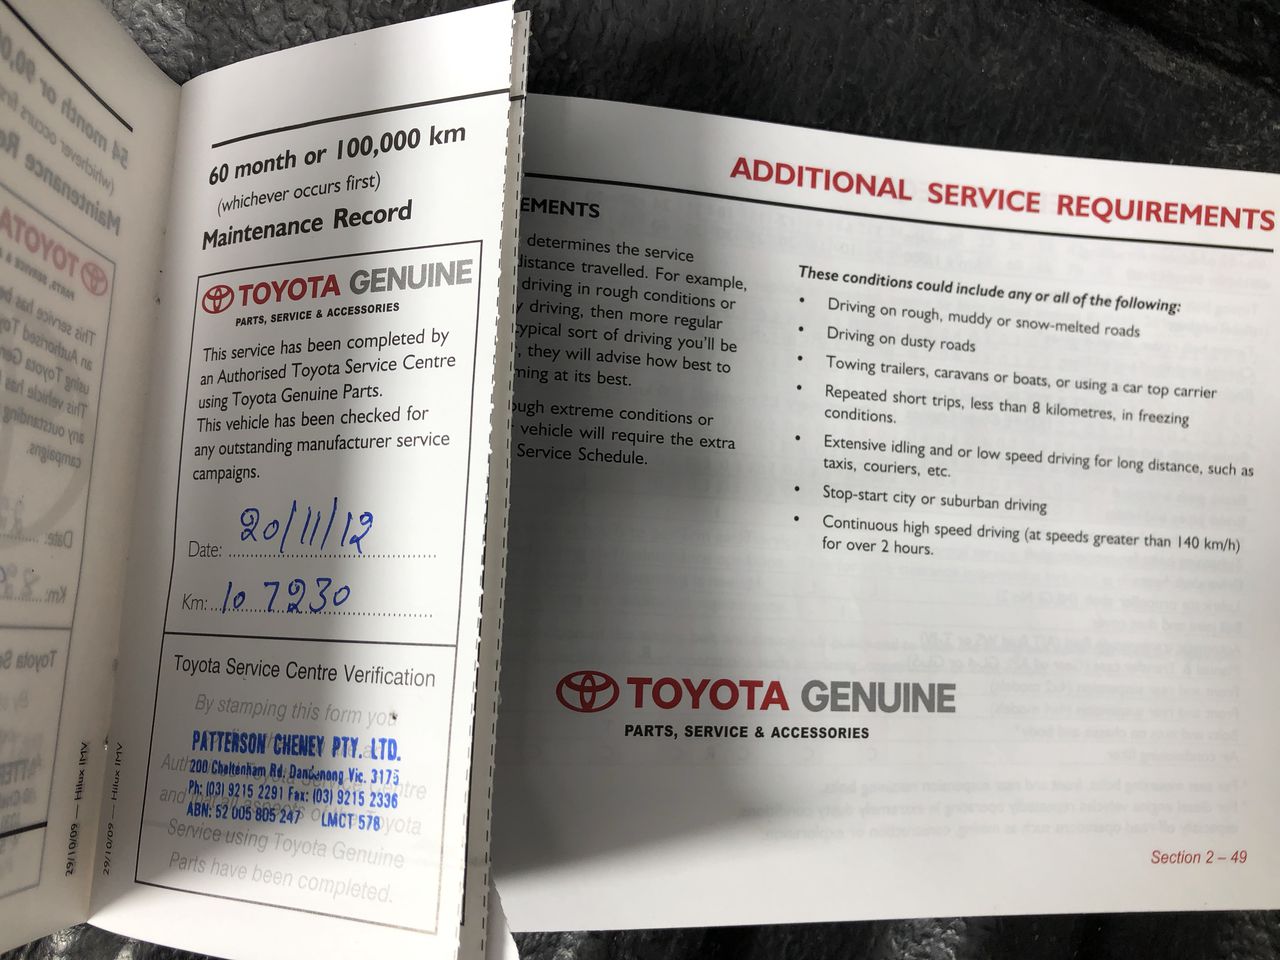 60 month or 100,000 km
(whichever occurs first)
Maintenance Record
TOYOTA GENUINE
PARTS, SERVICE & ACCESSORIES
This service has been completed by
an Authorised Toyota Service Centre
using Toyota Genuine Parts.
This vehicle has been checked for
any outstanding manufacturer service
campaigns.
Date: 20/11/12
Km: 107230
Toyota Service Centre Verification
By stamping this form you
PATTERSON CHENEY PTY. LTD.
200 Cheltenham Rd. Dandenong Vic. 3175
Ph: (03) 9215 2291 Fax: (03) 9215 2336
ABN: 52 005 805 247 LMCT 578
Service using Toyota Genuine
Parts have been completed.
29/10/09 — Hilux IMV
29/10/09 — Hilux IMV
ADDITIONAL SERVICE REQUIREMENTS
EMENTS
determines the service
distance travelled. For example,
driving in rough conditions or
y driving, then more regular
typical sort of driving you'll be
, they will advise how best to
ming at its best.
ough extreme conditions or
vehicle will require the extra
Service Schedule.
These conditions could include any or all of the following:
• Driving on rough, muddy or snow-melted roads
• Driving on dusty roads
• Towing trailers, caravans or boats, or using a car top carrier
• Repeated short trips, less than 8 kilometres, in freezing
conditions.
• Extensive idling and or low speed driving for long distance, such as
taxis, couriers, etc.
• Stop-start city or suburban driving
• Continuous high speed driving (at speeds greater than 140 km/h)
for over 2 hours.
TOYOTA GENUINE
PARTS, SERVICE & ACCESSORIES
Section 2 – 49